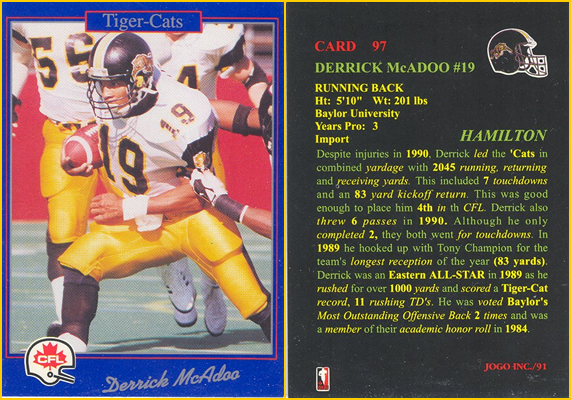 Tiger-Cats
55
19
19
CFL
Derrick McAdoo
CARD 97
DERRICK McADOO #19
RUNNING BACK
Ht: 5'10" Wt: 201 lbs
Baylor University
Years Pro: 3
Import
HAMILTON
Despite injuries in 1990, Derrick led the 'Cats in
combined yardage with 2045 running, returning
and receiving yards. This included 7 touchdowns
and an 83 yard kickoff return. This was good
enough to place him 4th in th CFL. Derrick also
threw 6 passes in 1990. Although he only
completed 2, they both went for touchdowns. In
1989 he hooked up with Tony Champion for the
team's longest reception of the year (83 yards).
Derrick was an Eastern ALL-STAR in 1989 as he
rushed for over 1000 yards and scored a Tiger-Cat
record, 11 rushing TD's. He was voted Baylor's
Most Outstanding Offensive Back 2 times and was
a member of their academic honor roll in 1984.
JOGO INC./91